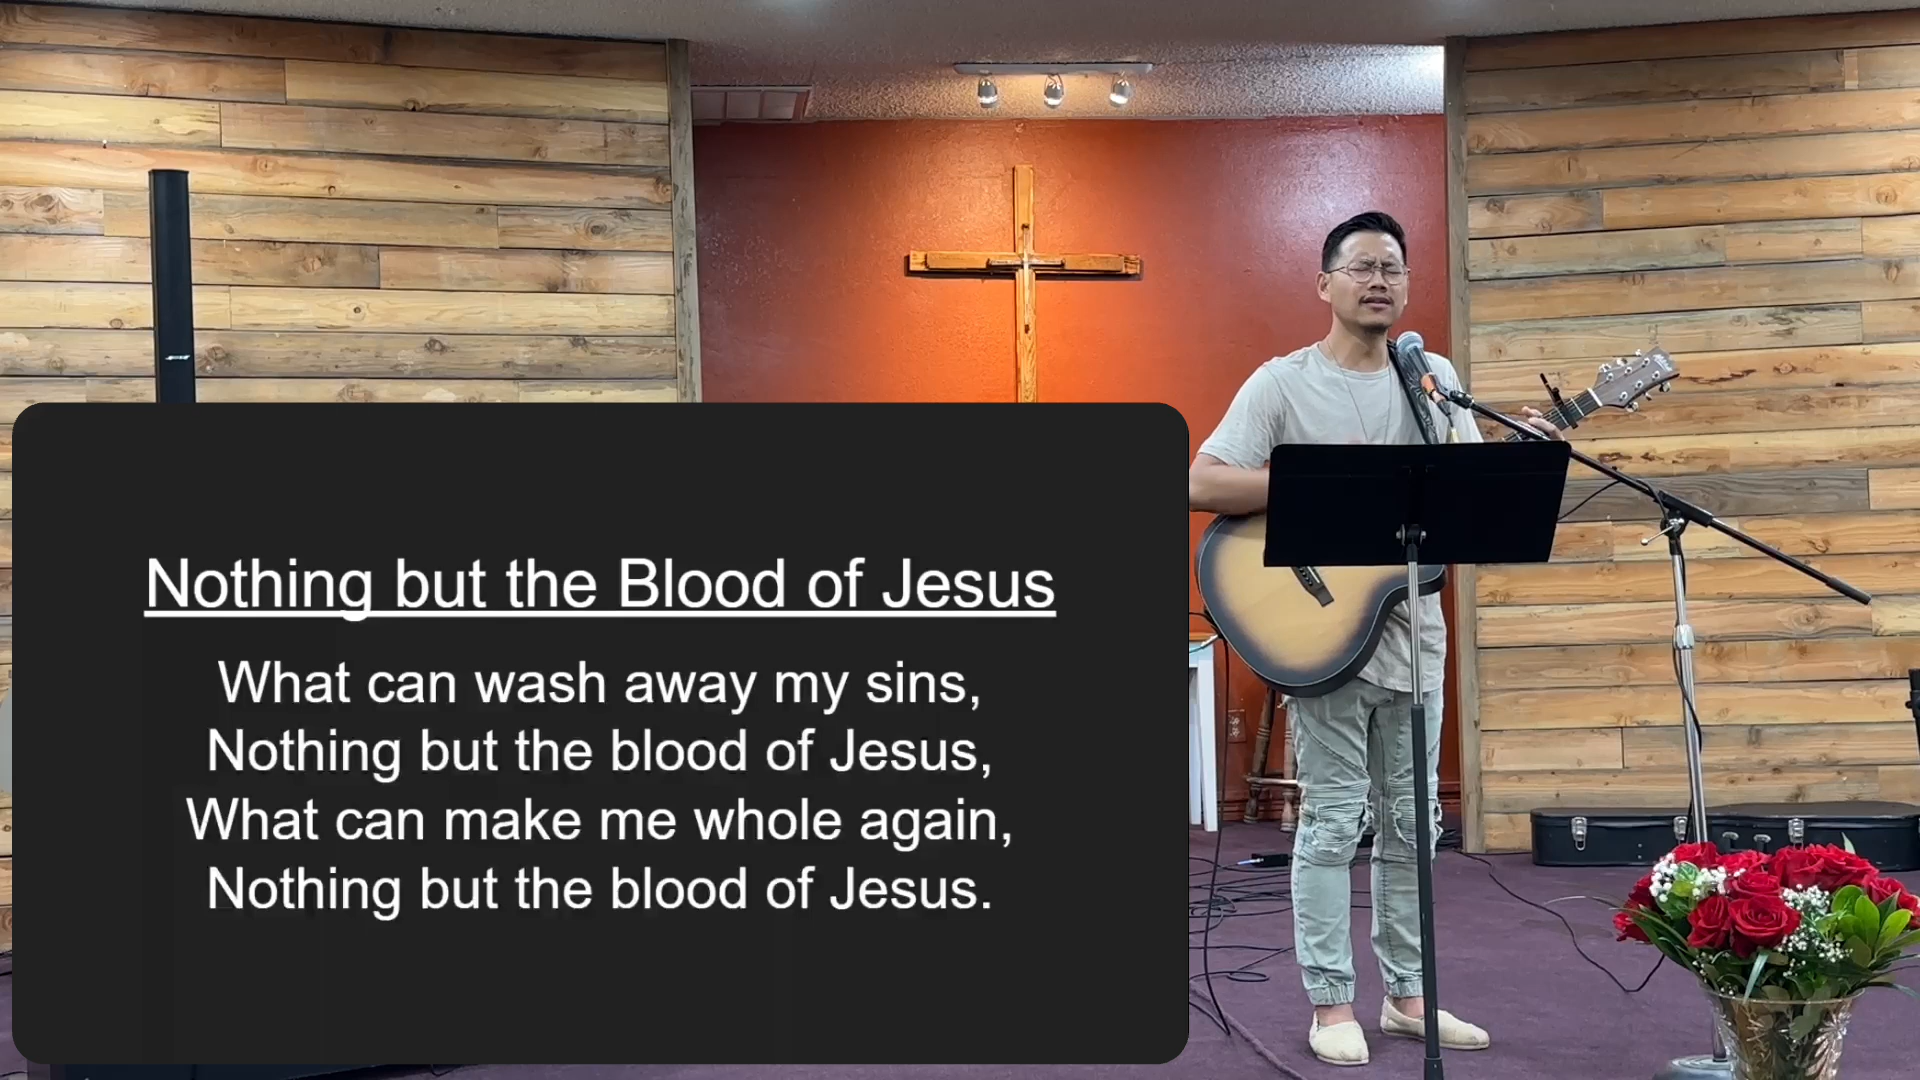 Nothing but the Blood of Jesus
What can wash away my sins,
Nothing but the blood of Jesus,
What can make me whole again,
Nothing but the blood of Jesus.